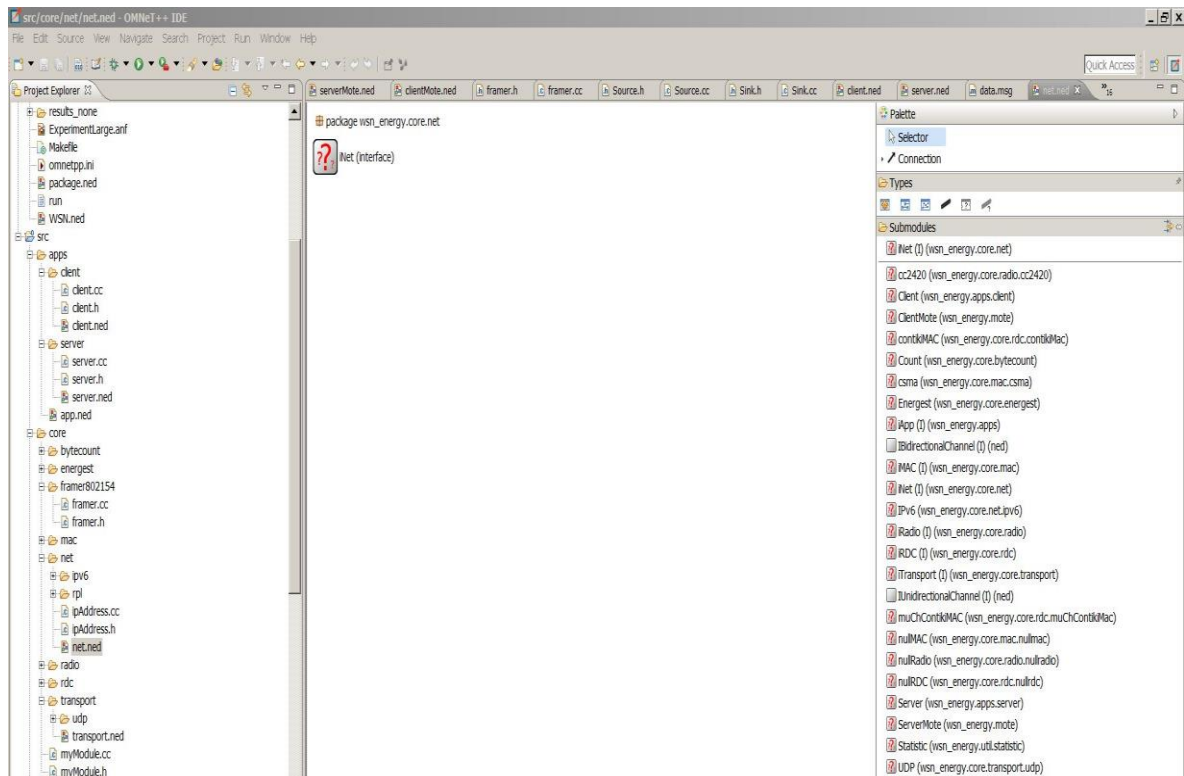 src/core/net/net.ned - OMNeT++ IDE
File Edit Source View Navigate Search Project Run Window Help
Quick Access
Project Explorer
serverMote.ned
clientMote.ned
framer.h
framer.cc
Source.h
Source.cc
Sink.h
Sink.cc
client.ned
server.ned
data.msg
net.ned
»16
results_none
ExperimentLarge.anf
Makefile
omnetpp.ini
package.ned
run
WSN.ned
src
apps
client
client.cc
client.h
client.ned
server
server.cc
server.h
server.ned
app.ned
core
bytecount
energest
framer802154
framer.cc
framer.h
mac
net
ipv6
rpl
ipAddress.cc
ipAddress.h
net.ned
radio
rdc
transport
udp
transport.ned
myModule.cc
myModule.h
package wsn_energy.core.net
iNet (interface)
Palette
Selector
Connection
Types
Submodules
iNet (I) (wsn_energy.core.net)
cc2420 (wsn_energy.core.radio.cc2420)
Client (wsn_energy.apps.client)
ClientMote (wsn_energy.mote)
contikiMAC (wsn_energy.core.rdc.contikiMac)
Count (wsn_energy.core.bytecount)
csma (wsn_energy.core.mac.csma)
Energest (wsn_energy.core.energest)
iApp (I) (wsn_energy.apps)
IBidirectionalChannel (I) (ned)
iMAC (I) (wsn_energy.core.mac)
iNet (I) (wsn_energy.core.net)
IPv6 (wsn_energy.core.net.ipv6)
iRadio (I) (wsn_energy.core.radio)
iRDC (I) (wsn_energy.core.rdc)
iTransport (I) (wsn_energy.core.transport)
IUnidirectionalChannel (I) (ned)
muChContikiMAC (wsn_energy.core.rdc.muChContikiMac)
nullMAC (wsn_energy.core.mac.nullmac)
nullRadio (wsn_energy.core.radio.nullradio)
nullRDC (wsn_energy.core.rdc.nullrdc)
Server (wsn_energy.apps.server)
ServerMote (wsn_energy.mote)
Statistic (wsn_energy.util.statistic)
UDP (wsn_energy.core.transport.udp)